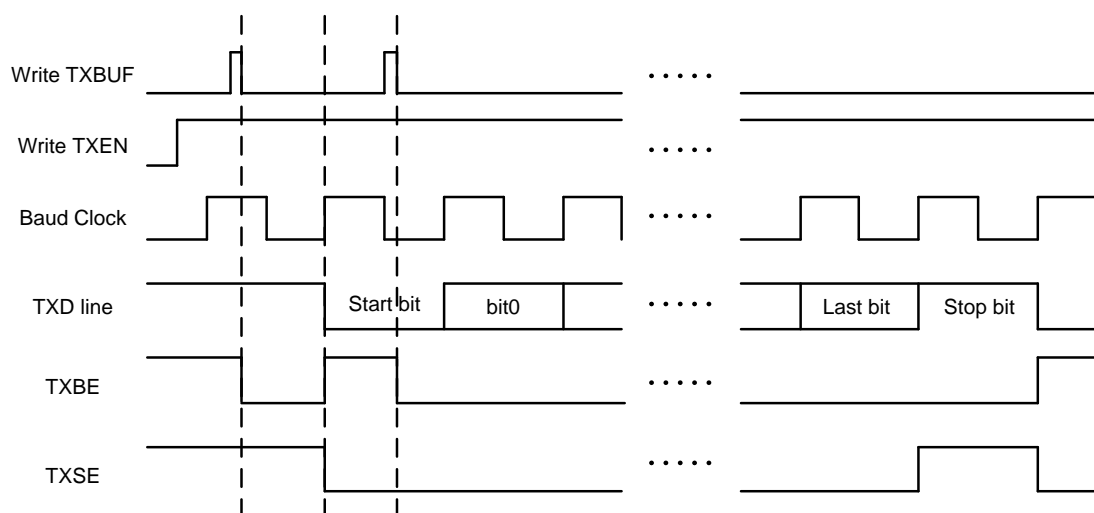 Write TXBUF
Write TXEN
Baud Clock
TXD line
Start bit
bit0
Last bit
Stop bit
TXBE
TXSE